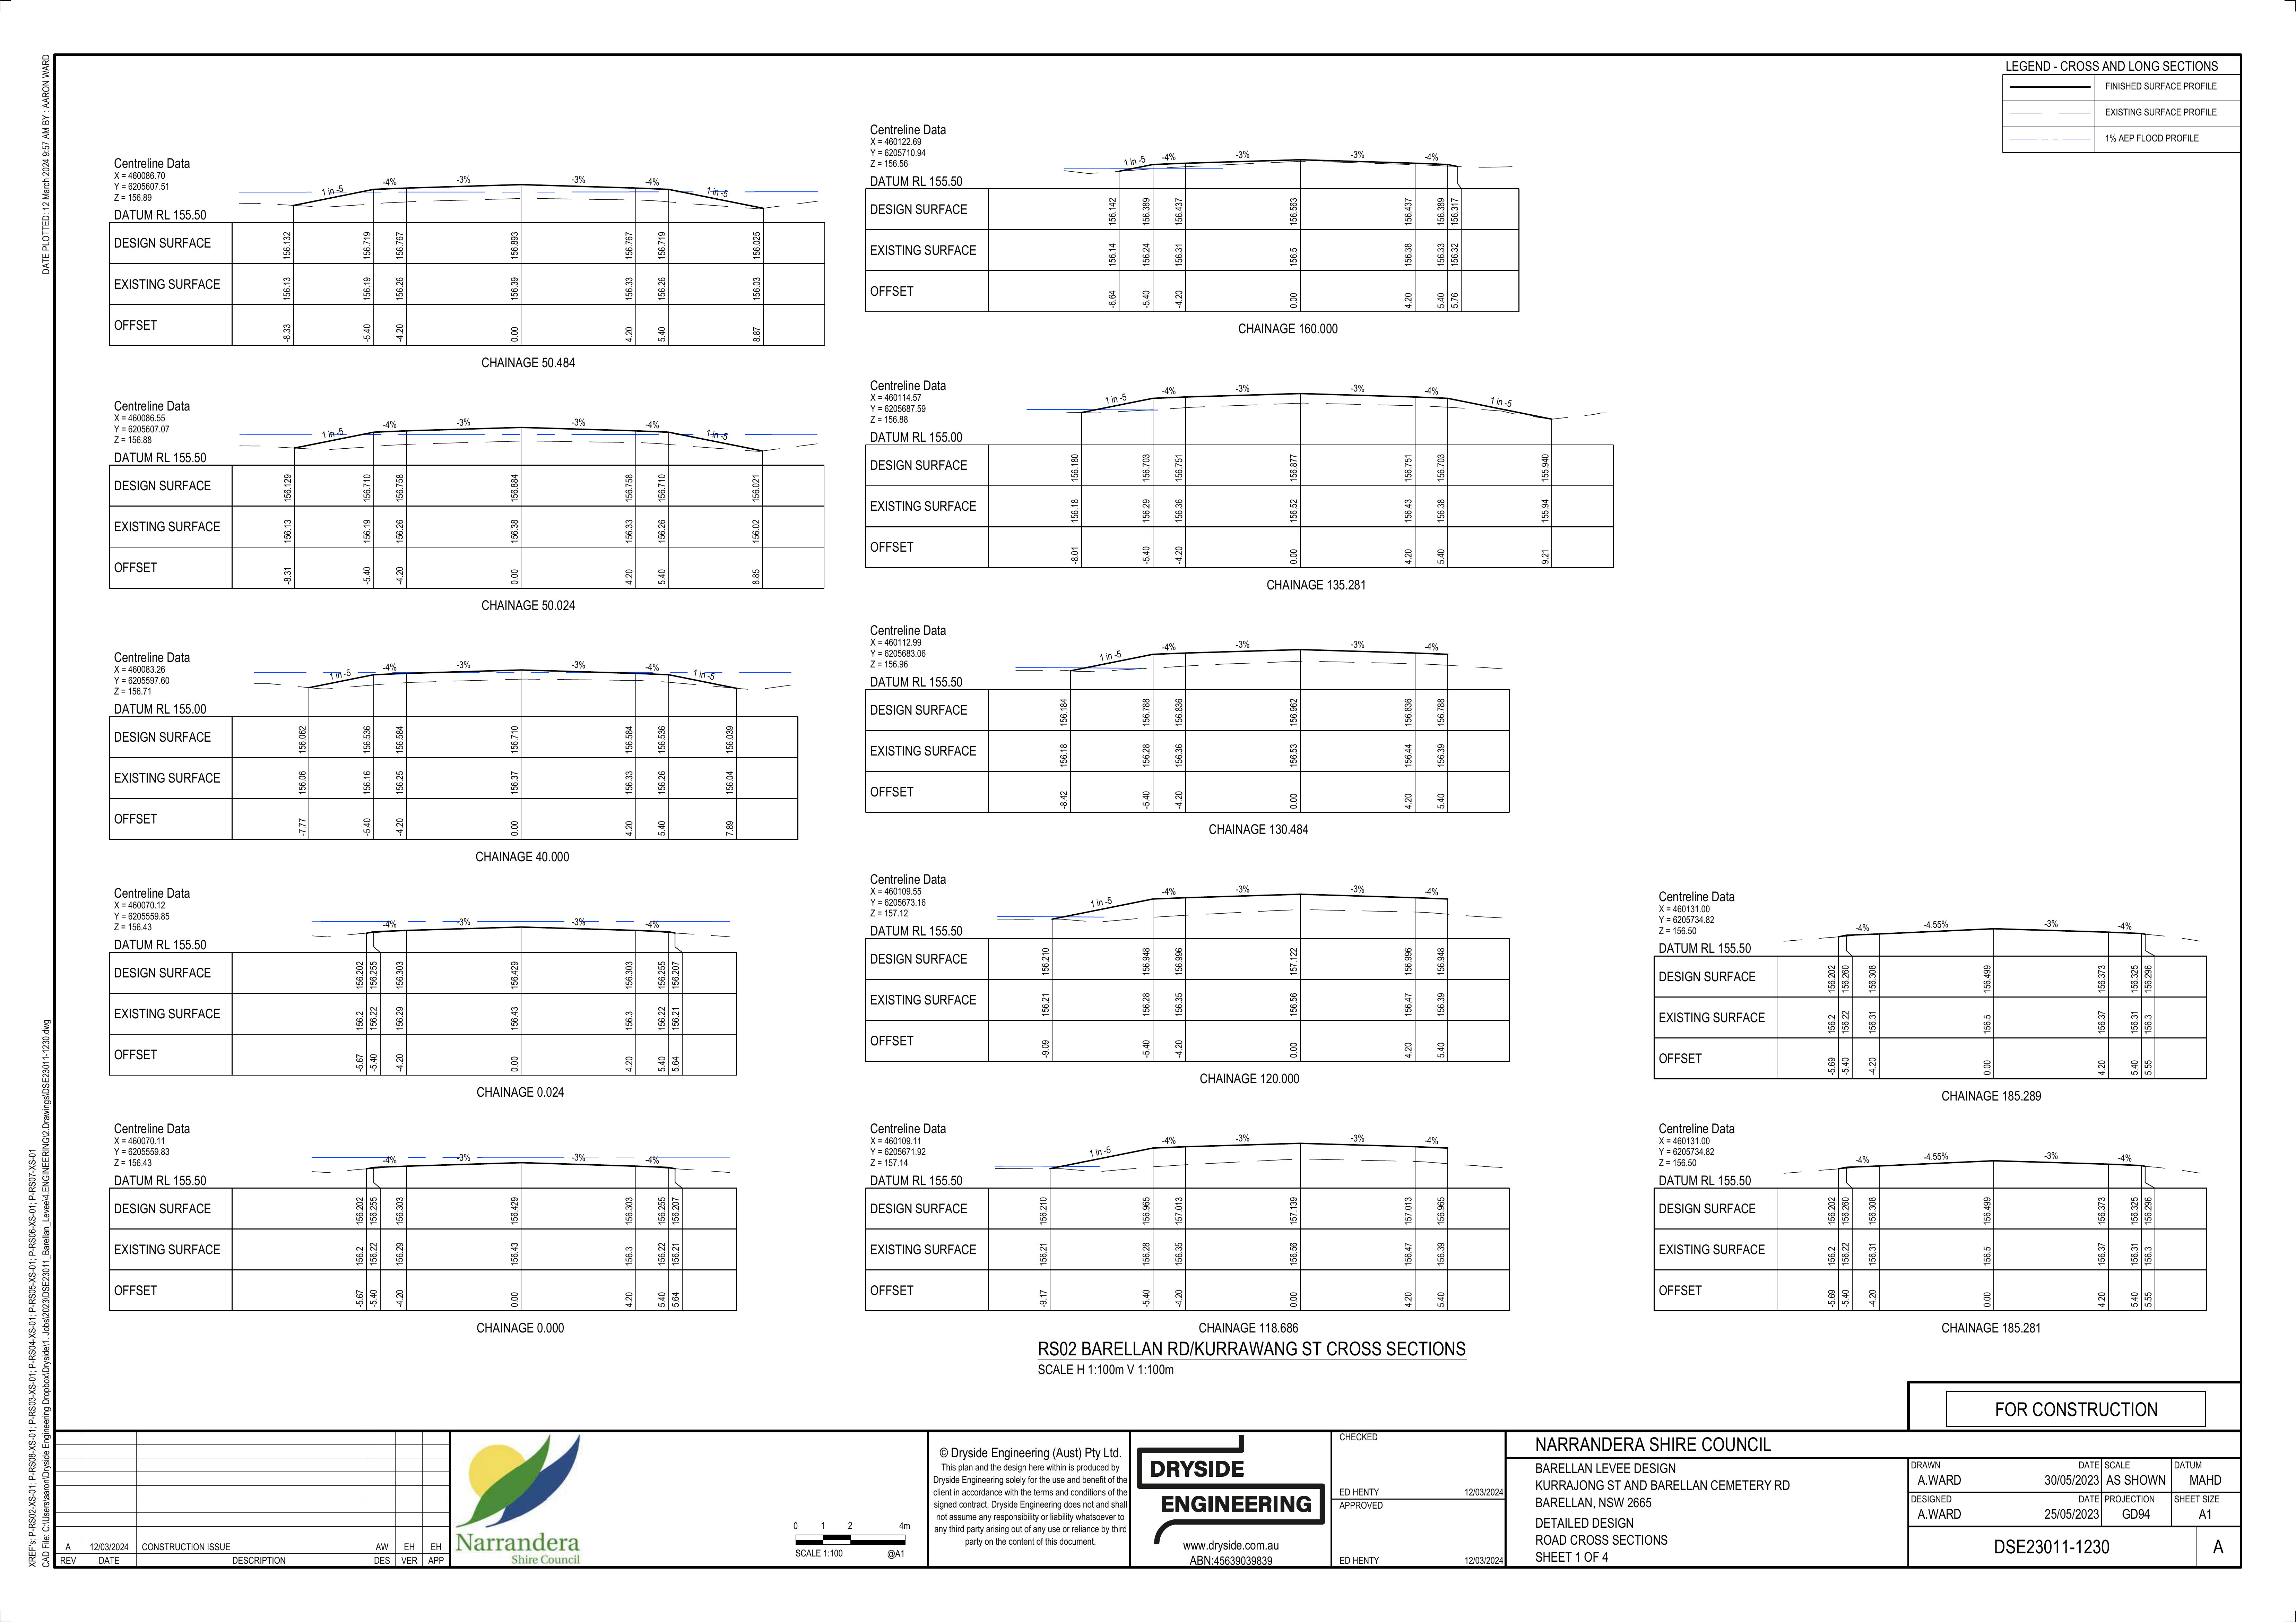 LEGEND - CROSS AND LONG SECTIONS
FINISHED SURFACE PROFILE
EXISTING SURFACE PROFILE
1% AEP FLOOD PROFILE
DATE PLOTTED: 12 March 2024 9:57 AM BY : AARON WARD
CAD File: C:\Users\aaron\Dryside Engineering Dropbox\Dryside\1. Jobs\2023\DSE23011_Barellan_Levee\4.ENGINEERING\2.Drawings\DSE23011-1230.dwg
XREF's: P-RS02-XS-01; P-RS08-XS-01; P-RS04-XS-01; P-RS03-XS-01; P-RS05-XS-01; P-RS06-XS-01; P-RS07-XS-01
Centreline Data
X = 460086.70
Y = 6205607.51
Z = 156.89
DATUM RL 155.50
1 in -5 -4% -3% -3% -4% 1 in -5
DESIGN SURFACE 156.132 156.719 156.767 156.893 156.767 156.719 156.025
EXISTING SURFACE 156.13 156.19 156.26 156.39 156.33 156.26 156.03
OFFSET -8.33 -5.40 -4.20 0.00 4.20 5.40 8.87
CHAINAGE 50.484
Centreline Data
X = 460086.55
Y = 6205607.07
Z = 156.88
DATUM RL 155.50
1 in -5 -4% -3% -3% -4% 1 in -5
DESIGN SURFACE 156.129 156.710 156.758 156.884 156.758 156.710 156.021
EXISTING SURFACE 156.13 156.19 156.26 156.38 156.33 156.26 156.02
OFFSET -8.31 -5.40 -4.20 0.00 4.20 5.40 8.85
CHAINAGE 50.024
Centreline Data
X = 460083.26
Y = 6205597.60
Z = 156.71
DATUM RL 155.00
1 in -5 -4% -3% -3% -4% 1 in -5
DESIGN SURFACE 156.062 156.536 156.584 156.710 156.584 156.536 156.039
EXISTING SURFACE 156.06 156.16 156.25 156.37 156.33 156.26 156.04
OFFSET -7.77 -5.40 -4.20 0.00 4.20 5.40 7.89
CHAINAGE 40.000
Centreline Data
X = 460070.12
Y = 6205559.85
Z = 156.43
DATUM RL 155.50
-4% -3% -3% -4%
DESIGN SURFACE 156.202 156.255 156.303 156.429 156.303 156.255 156.207
EXISTING SURFACE 156.2 156.22 156.29 156.43 156.3 156.22 156.21
OFFSET -5.67 -5.40 -4.20 0.00 4.20 5.40 5.64
CHAINAGE 0.024
Centreline Data
X = 460070.11
Y = 6205559.83
Z = 156.43
DATUM RL 155.50
-4% -3% -3% -4%
DESIGN SURFACE 156.202 156.255 156.303 156.429 156.303 156.255 156.207
EXISTING SURFACE 156.2 156.22 156.29 156.43 156.3 156.22 156.21
OFFSET -5.67 -5.40 -4.20 0.00 4.20 5.40 5.64
CHAINAGE 0.000
Centreline Data
X = 460122.69
Y = 6205710.94
Z = 156.56
DATUM RL 155.50
1 in -5 -4% -3% -3% -4%
DESIGN SURFACE 156.142 156.389 156.437 156.563 156.437 156.389 156.317
EXISTING SURFACE 156.14 156.24 156.31 156.5 156.38 156.33 156.32
OFFSET -6.64 -5.40 -4.20 0.00 4.20 5.40 5.76
CHAINAGE 160.000
Centreline Data
X = 460114.57
Y = 6205687.59
Z = 156.88
DATUM RL 155.00
1 in -5 -4% -3% -3% -4% 1 in -5
DESIGN SURFACE 156.180 156.703 156.751 156.877 156.751 156.703 155.940
EXISTING SURFACE 156.18 156.29 156.36 156.52 156.43 156.38 155.94
OFFSET -8.01 -5.40 -4.20 0.00 4.20 5.40 9.21
CHAINAGE 135.281
Centreline Data
X = 460112.99
Y = 6205683.06
Z = 156.96
DATUM RL 155.50
1 in -5 -4% -3% -3% -4%
DESIGN SURFACE 156.184 156.788 156.836 156.962 156.836 156.788
EXISTING SURFACE 156.18 156.28 156.36 156.53 156.44 156.39
OFFSET -8.42 -5.40 -4.20 0.00 4.20 5.40
CHAINAGE 130.484
Centreline Data
X = 460109.55
Y = 6205673.16
Z = 157.12
DATUM RL 155.50
1 in -5 -4% -3% -3% -4%
DESIGN SURFACE 156.210 156.948 156.996 157.122 156.996 156.948
EXISTING SURFACE 156.21 156.28 156.35 156.56 156.47 156.39
OFFSET -9.09 -5.40 -4.20 0.00 4.20 5.40
CHAINAGE 120.000
Centreline Data
X = 460109.11
Y = 6205671.92
Z = 157.14
DATUM RL 155.50
1 in -5 -4% -3% -3% -4%
DESIGN SURFACE 156.210 156.965 157.013 157.139 157.013 156.965
EXISTING SURFACE 156.21 156.28 156.35 156.56 156.47 156.39
OFFSET -9.17 -5.40 -4.20 0.00 4.20 5.40
CHAINAGE 118.686
Centreline Data
X = 460131.00
Y = 6205734.82
Z = 156.50
DATUM RL 155.50
-4% -4.55% -3% -4%
DESIGN SURFACE 156.202 156.260 156.308 156.499 156.373 156.325 156.296
EXISTING SURFACE 156.2 156.22 156.31 156.5 156.37 156.31 156.3
OFFSET -5.69 -5.40 -4.20 0.00 4.20 5.40 5.55
CHAINAGE 185.289
Centreline Data
X = 460131.00
Y = 6205734.82
Z = 156.50
DATUM RL 155.50
-4% -4.55% -3% -4%
DESIGN SURFACE 156.202 156.260 156.308 156.499 156.373 156.325 156.296
EXISTING SURFACE 156.2 156.22 156.31 156.5 156.37 156.31 156.3
OFFSET -5.69 -5.40 -4.20 0.00 4.20 5.40 5.55
CHAINAGE 185.281
RS02 BARELLAN RD/KURRAWANG ST CROSS SECTIONS
SCALE H 1:100m V 1:100m
FOR CONSTRUCTION
A 12/03/2024 CONSTRUCTION ISSUE AW EH EH
REV DATE DESCRIPTION DES VER APP
Narrandera
Shire Council
0 1 2 4m
SCALE 1:100 @A1
© Dryside Engineering (Aust) Pty Ltd.
This plan and the design here within is produced by
Dryside Engineering solely for the use and benefit of the
client in accordance with the terms and conditions of the
signed contract. Dryside Engineering does not and shall
not assume any responsibility or liability whatsoever to
any third party arising out of any use or reliance by third
party on the content of this document.
DRYSIDE
ENGINEERING
www.dryside.com.au
ABN:45639039839
CHECKED
ED HENTY 12/03/2024
APPROVED
ED HENTY 12/03/2024
NARRANDERA SHIRE COUNCIL
BARELLAN LEVEE DESIGN
KURRAJONG ST AND BARELLAN CEMETERY RD
BARELLAN, NSW 2665
DETAILED DESIGN
ROAD CROSS SECTIONS
SHEET 1 OF 4
DRAWN DATE SCALE DATUM
A.WARD 30/05/2023 AS SHOWN MAHD
DESIGNED DATE PROJECTION SHEET SIZE
A.WARD 25/05/2023 GD94 A1
DSE23011-1230 A